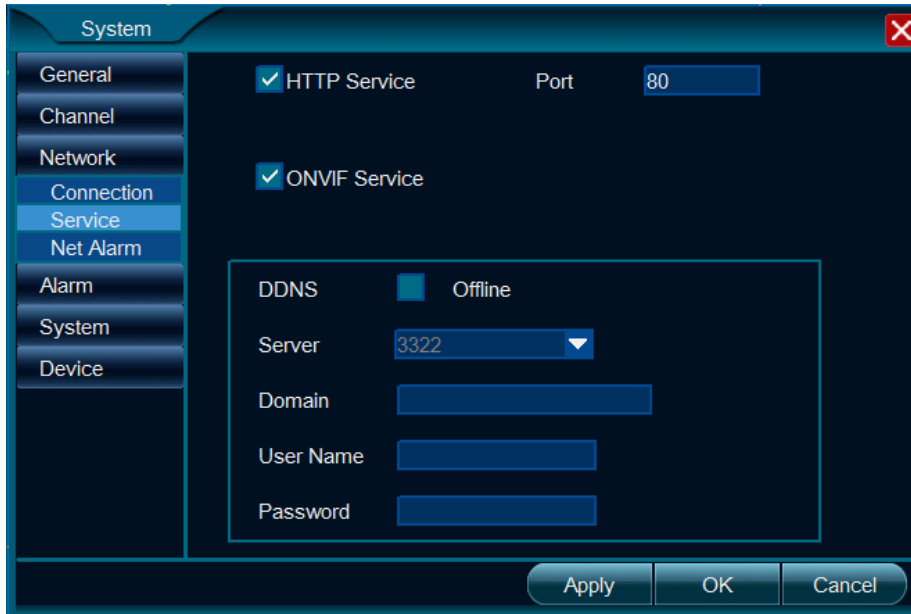 System
General
Channel
Network
Connection
Service
Net Alarm
Alarm
System
Device
HTTP Service Port 80
ONVIF Service
DDNS Offline
Server 3322
Domain
User Name
Password
Apply OK Cancel